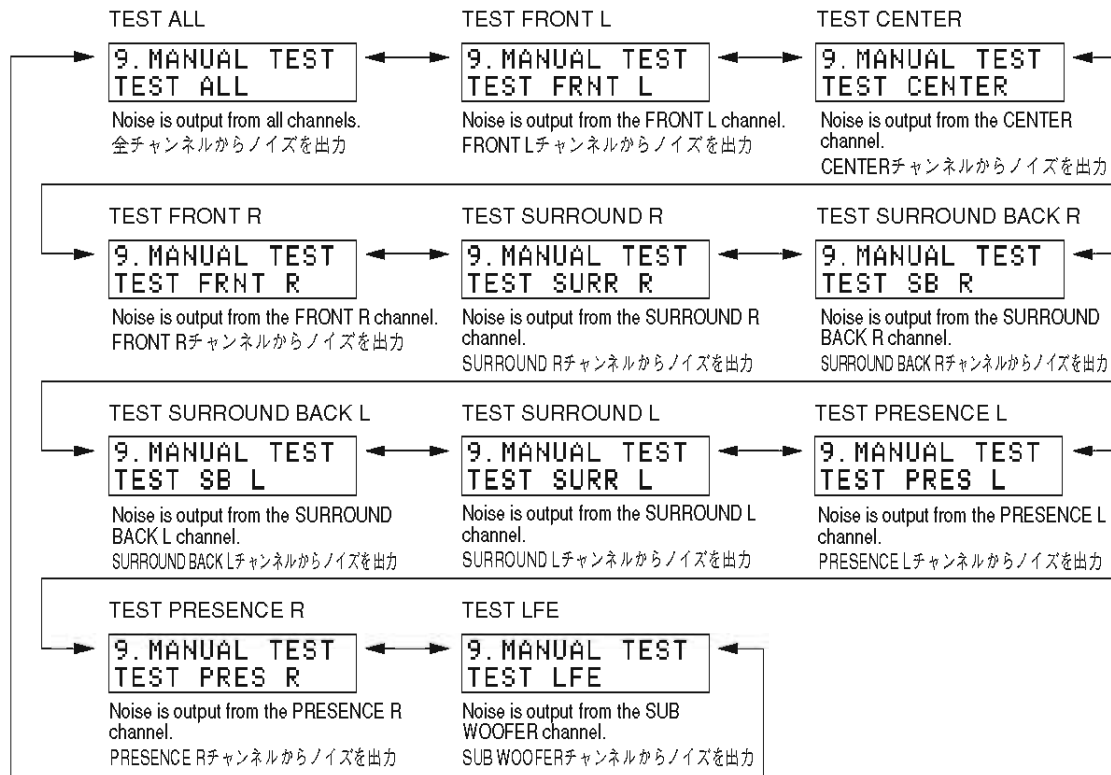 TEST ALL
9.MANUAL TEST
TEST ALL
Noise is output from all channels.
全チャンネルからノイズを出力
TEST FRONT L
9.MANUAL TEST
TEST FRNT L
Noise is output from the FRONT L channel.
FRONT Lチャンネルからノイズを出力
TEST CENTER
9.MANUAL TEST
TEST CENTER
Noise is output from the CENTER
channel.
CENTERチャンネルからノイズを出力
TEST FRONT R
9.MANUAL TEST
TEST FRNT R
Noise is output from the FRONT R channel.
FRONT Rチャンネルからノイズを出力
TEST SURROUND R
9.MANUAL TEST
TEST SURR R
Noise is output from the SURROUND R
channel.
SURROUND Rチャンネルからノイズを出力
TEST SURROUND BACK R
9.MANUAL TEST
TEST SB R
Noise is output from the SURROUND
BACK R channel.
SURROUND BACK Rチャンネルからノイズを出力
TEST SURROUND BACK L
9.MANUAL TEST
TEST SB L
Noise is output from the SURROUND
BACK L channel.
SURROUND BACK Lチャンネルからノイズを出力
TEST SURROUND L
9.MANUAL TEST
TEST SURR L
Noise is output from the SURROUND L
channel.
SURROUND Lチャンネルからノイズを出力
TEST PRESENCE L
9.MANUAL TEST
TEST PRES L
Noise is output from the PRESENCE L
channel.
PRESENCE Lチャンネルからノイズを出力
TEST PRESENCE R
9.MANUAL TEST
TEST PRES R
Noise is output from the PRESENCE R
channel.
PRESENCE Rチャンネルからノイズを出力
TEST LFE
9.MANUAL TEST
TEST LFE
Noise is output from the SUB
WOOFER channel.
SUB WOOFERチャンネルからノイズを出力